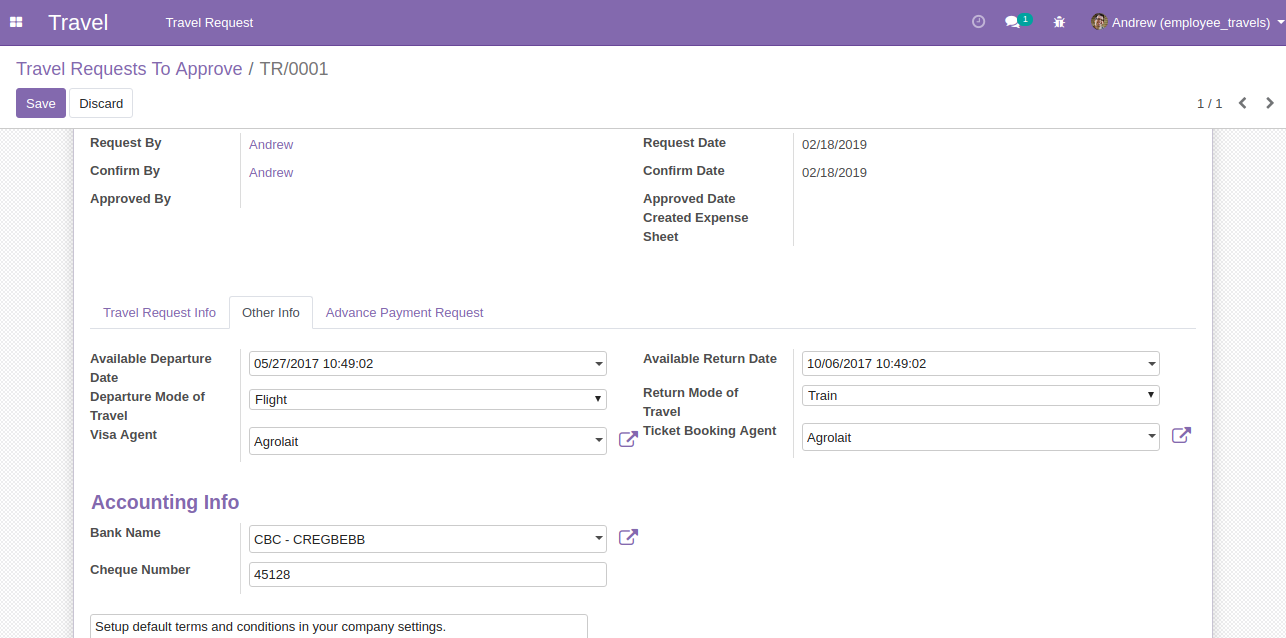 Travel Travel Request 1 Andrew (employee_travels)
Travel Requests To Approve / TR/0001
Save Discard 1 / 1
Request By Andrew Request Date 02/18/2019
Confirm By Andrew Confirm Date 02/18/2019
Approved By Approved Date
Created Expense
Sheet
Travel Request Info Other Info Advance Payment Request
Available Departure
Date
05/27/2017 10:49:02
Available Return Date 10/06/2017 10:49:02
Departure Mode of
Travel
Flight
Return Mode of
Travel
Train
Visa Agent Agrolait Ticket Booking Agent Agrolait
Accounting Info
Bank Name CBC - CREGBEBB
Cheque Number 45128
Setup default terms and conditions in your company settings.